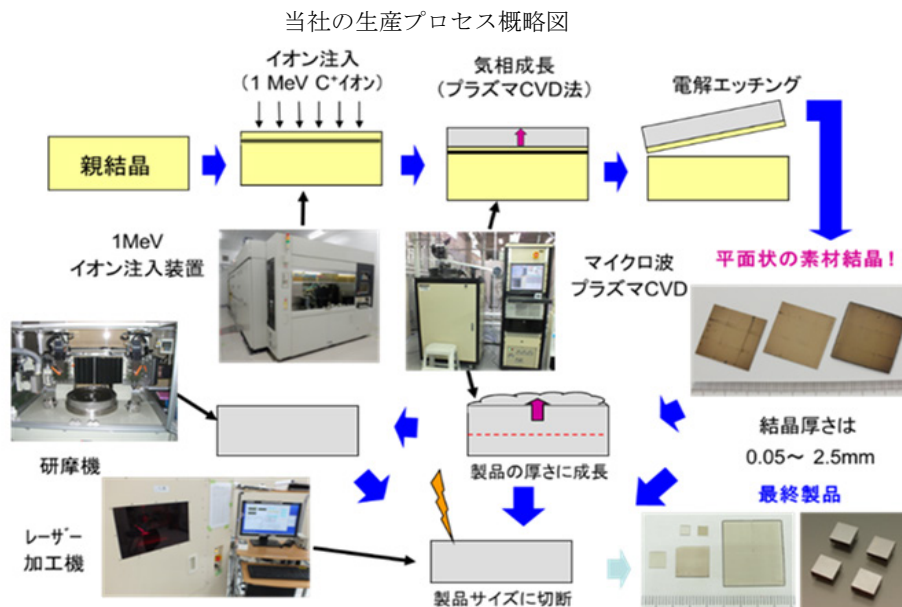 当社の生産プロセス概略図
イオン注入
(1 MeV C⁺イオン)
気相成長
(プラズマCVD法)
電解エッチング
親結晶
1MeV
イオン注入装置
マイクロ波
プラズマCVD
平面状の素材結晶!
結晶厚さは
0.05～ 2.5mm
研摩機
製品の厚さに成長
最終製品
レーザー
加工機
製品サイズに切断